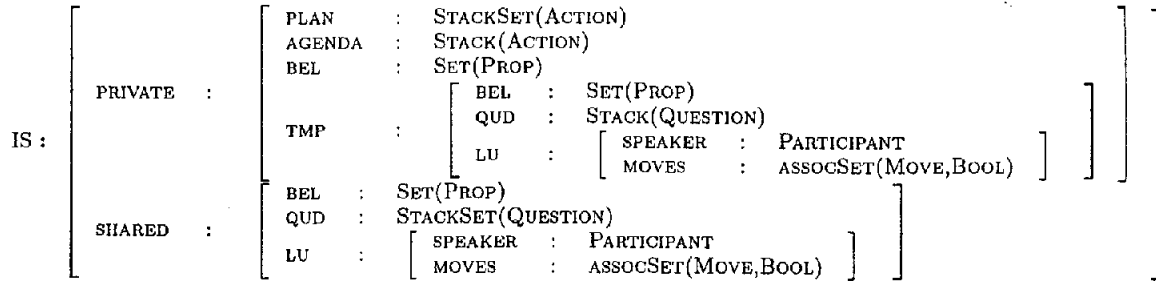 PLAN : STACKSET(ACTION)
AGENDA : STACK(ACTION)
BEL : SET(PROP)
PRIVATE :
BEL : SET(PROP)
QUD : STACK(QUESTION)
TMP :
SPEAKER : PARTICIPANT
LU :
MOVES : ASSOCSET(MOVE,BOOL)
IS :
BEL : SET(PROP)
QUD : STACKSET(QUESTION)
SHARED :
SPEAKER : PARTICIPANT
LU :
MOVES : ASSOCSET(MOVE,BOOL)